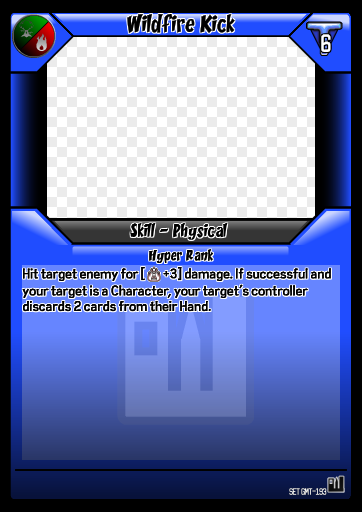 Wildfire Kick
6
Skill - Physical
Hyper Rank
Hit target enemy for [ +3] damage. If successful and
your target is a Character, your target's controller
discards 2 cards from their Hand.
SET GMT-193